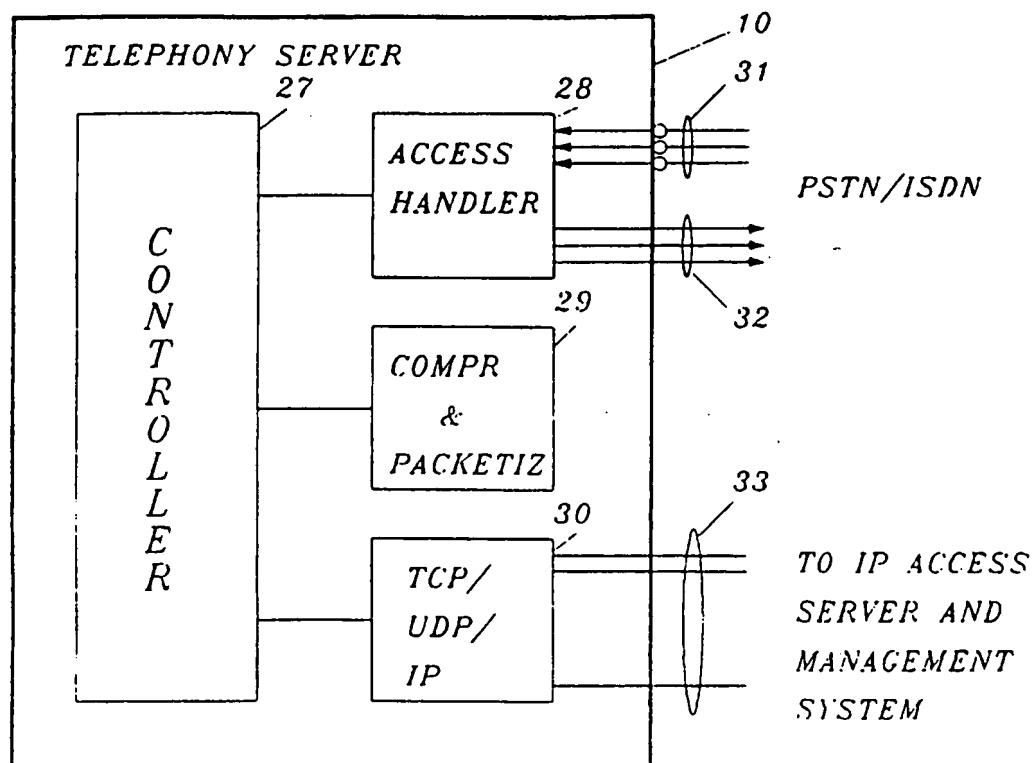 TELEPHONY SERVER
10
27
28
31
ACCESS
HANDLER
PSTN/ISDN
32
CONTROLLER
29
COMPR
&
PACKETIZ
33
30
TCP/
UDP/
IP
TO IP ACCESS
SERVER AND
MANAGEMENT
SYSTEM